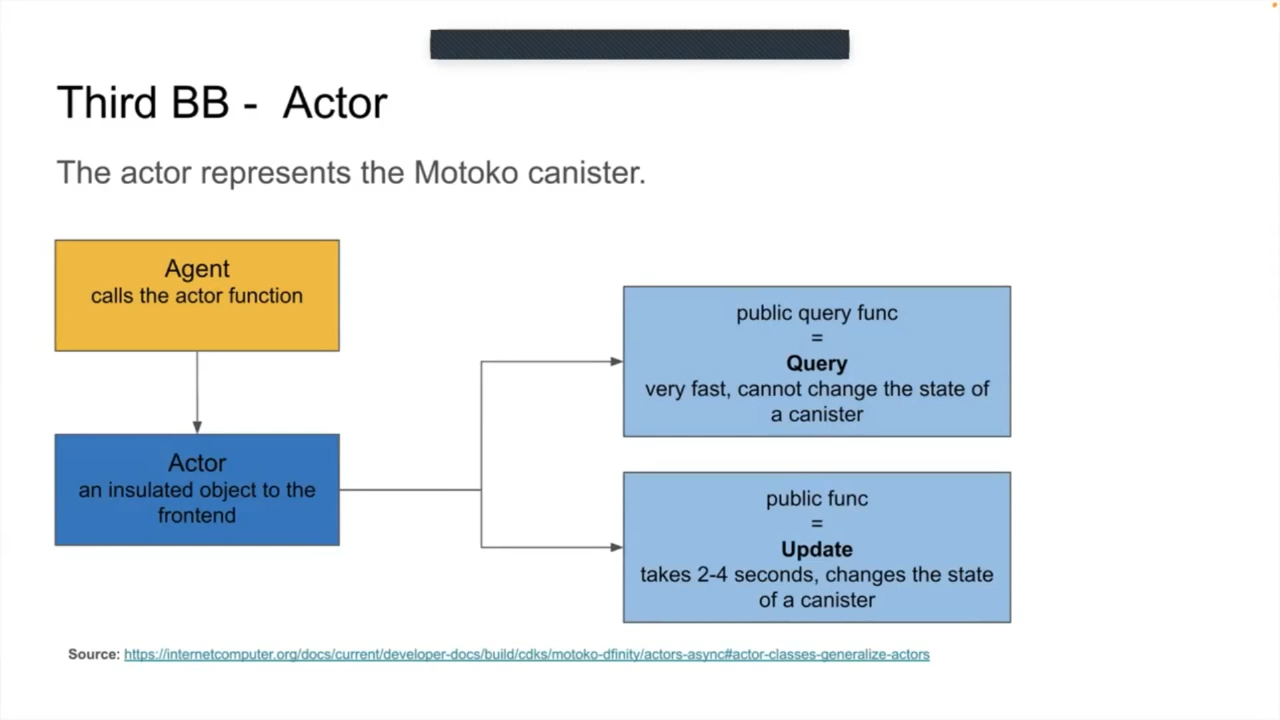 Third BB -  Actor
The actor represents the Motoko canister.
Agent
calls the actor function
Actor
an insulated object to the
frontend
public query func
=
Query
very fast, cannot change the state of
a canister
public func
=
Update
takes 2-4 seconds, changes the state
of a canister
Source: https://internetcomputer.org/docs/current/developer-docs/build/cdks/motoko-dfinity/actors-async#actor-classes-generalize-actors